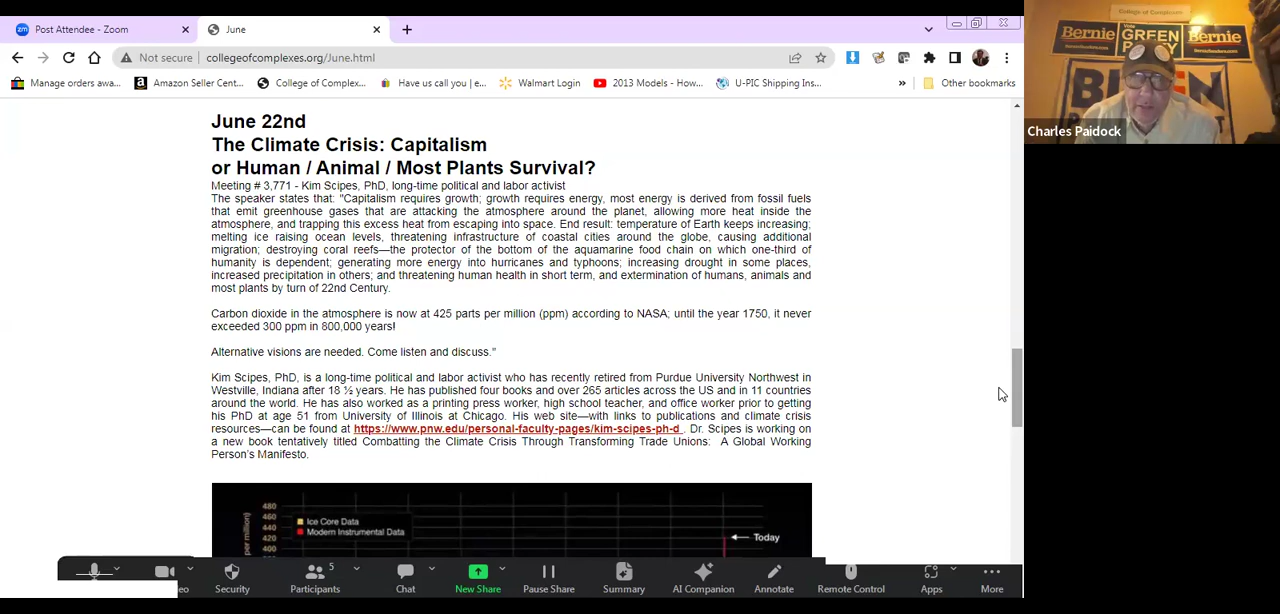 Post Attendee - Zoom
June
Not secure
collegeofcomplexes.org/June.html
Manage orders awa...
Amazon Seller Cent...
College of Complex...
Have us call you | e...
Walmart Login
2013 Models - How...
U-PIC Shipping Ins...
Other bookmarks
College of Complexes
Bernie
Vote
GREEN
PARTY
Bernie
Charles Paidock
June 22nd
The Climate Crisis: Capitalism
or Human / Animal / Most Plants Survival?
Meeting # 3,771 - Kim Scipes, PhD, long-time political and labor activist
The speaker states that: "Capitalism requires growth; growth requires energy, most energy is derived from fossil fuels
that emit greenhouse gases that are attacking the atmosphere around the planet, allowing more heat inside the
atmosphere, and trapping this excess heat from escaping into space. End result: temperature of Earth keeps increasing;
melting ice raising ocean levels, threatening infrastructure of coastal cities around the globe, causing additional
migration; destroying coral reefs—the protector of the bottom of the aquamarine food chain on which one-third of
humanity is dependent; generating more energy into hurricanes and typhoons; increasing drought in some places,
increased precipitation in others; and threatening human health in short term, and extermination of humans, animals and
most plants by turn of 22nd Century.
Carbon dioxide in the atmosphere is now at 425 parts per million (ppm) according to NASA; until the year 1750, it never
exceeded 300 ppm in 800,000 years!
Alternative visions are needed. Come listen and discuss."
Kim Scipes, PhD, is a long-time political and labor activist who has recently retired from Purdue University Northwest in
Westville, Indiana after 18 ½ years. He has published four books and over 265 articles across the US and in 11 countries
around the world. He has also worked as a printing press worker, high school teacher, and office worker prior to getting
his PhD at age 51 from University of Illinois at Chicago. His web site—with links to publications and climate crisis
resources—can be found at https://www.pnw.edu/personal-faculty-pages/kim-scipes-ph-d . Dr. Scipes is working on
a new book tentatively titled Combatting the Climate Crisis Through Transforming Trade Unions: A Global Working
Person's Manifesto.
480
460
440
420
400
per million)
Ice Core Data
Modern Instrumental Data
Today
5
Security
Participants
Chat
New Share
Pause Share
Summary
AI Companion
Annotate
Remote Control
Apps
More